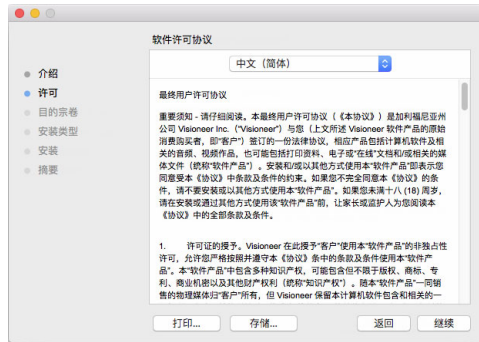 软件许可协议
中文（简体）
介绍
许可
目的宗卷
安装类型
安装
摘要
最终用户许可协议
重要须知 - 请仔细阅读。本最终用户许可协议（《本协议》）是加利福尼亚州
公司 Visioneer Inc.（“Visioneer”）与您（上文所述 Visioneer 软件产品的原始
消费购买者，即“客户”）签订的一份法律协议，相应产品包括计算机软件及相
关的音频、视频作品，也可能包括打印资料、电子或“在线”文档和/或相关的媒
体文件（统称“软件产品”）。安装和/或以其他方式使用本“软件产品”即表示您
同意受本《协议》条款及条件的约束。如果您不完全同意本《协议》的条
件，请不要安装或以其他方式使用本“软件产品”。如果您未满十八 (18) 周岁，
请在安装或通过其他方式使用该“软件产品”前，让家长或监护人为您阅读本
《协议》中的全部条款及条件。
1. 许可证的授予。Visioneer 在此授予“客户”使用本“软件产品”的非独占性
许可，允许您严格按照并遵守本《协议》条中的条款及条件使用本“软件产
品”。本“软件产品”中包含多种知识产权，可能包含但不限于版权、商标、专
利、商业机密以及其他财产权利（统称“知识产权”）。随本“软件产品”一同销
售的物理媒体归“客户”所有，但 Visioneer 保留本计算机软件包含和相关的一
打印...
存储...
返回
继续